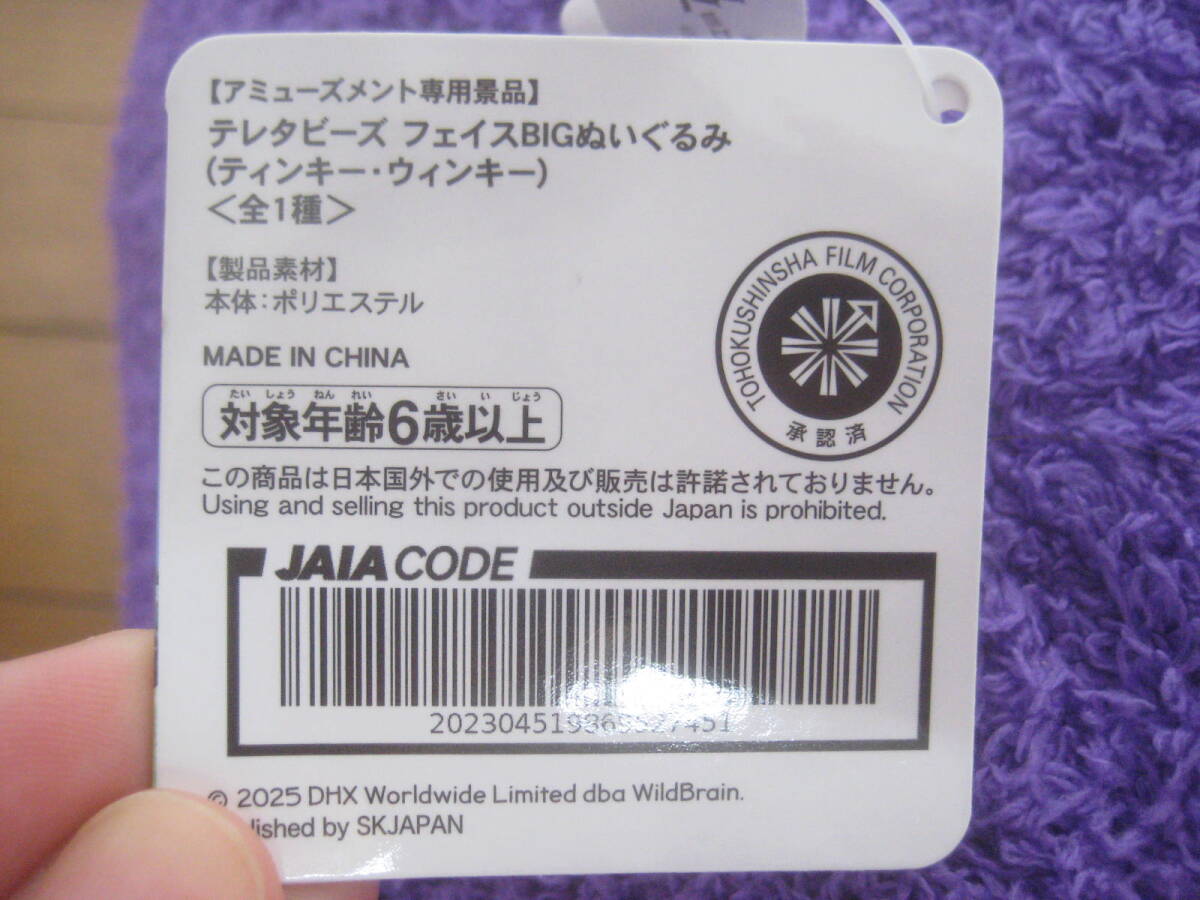 【アミューズメント専用景品】
テレタビーズ フェイスBIGぬいぐるみ
(ティンキー・ウィンキー)
＜全1種＞
【製品素材】
本体：ポリエステル
MADE IN CHINA
たいしょうねんれい さいいじょう
対象年齢6歳以上
TOHOKUSHINSHA FILM CORPORATION
承認済
この商品は日本国外での使用及び販売は許諾されておりません。
Using and selling this product outside Japan is prohibited.
JAIA CODE
© 2025 DHX Worldwide Limited dba WildBrain.
by SKJAPAN